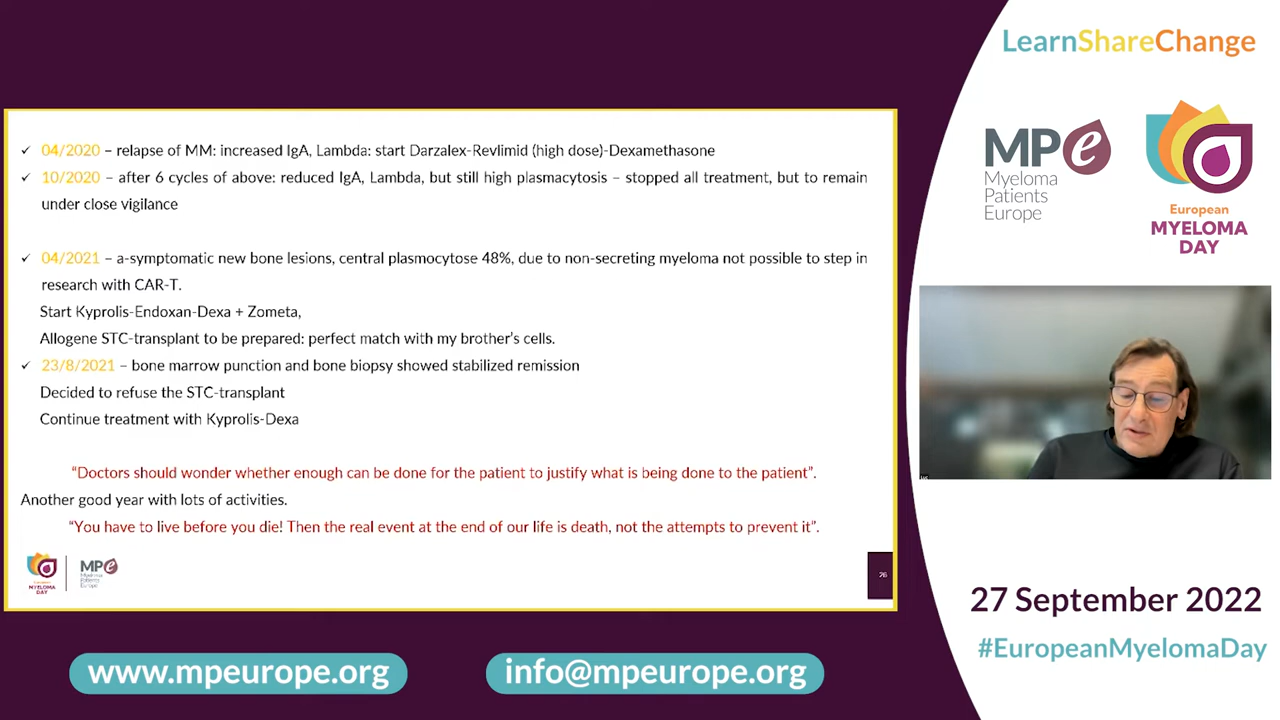 LearnShareChange
MPe
Myeloma
Patients
Europe
European
MYELOMA
DAY
✓ 04/2020 – relapse of MM: increased IgA, Lambda: start Darzalex-Revlimid (high dose)-Dexamethasone
✓ 10/2020 – after 6 cycles of above: reduced IgA, Lambda, but still high plasmacytosis – stopped all treatment, but to remain
under close vigilance
✓ 04/2021 – a-symptomatic new bone lesions, central plasmocytose 48%, due to non-secreting myeloma not possible to step in
research with CAR-T.
Start Kyprolis-Endoxan-Dexa + Zometa,
Allogene STC-transplant to be prepared: perfect match with my brother's cells.
✓ 23/8/2021 – bone marrow punction and bone biopsy showed stabilized remission
Decided to refuse the STC-transplant
Continue treatment with Kyprolis-Dexa
“Doctors should wonder whether enough can be done for the patient to justify what is being done to the patient”.
Another good year with lots of activities.
“You have to live before you die! Then the real event at the end of our life is death, not the attempts to prevent it”.
MYELOMA
DAY
MPe
Myeloma
Patients
Europe
26
27 September 2022
#EuropeanMyelomaDay
www.mpeurope.org
info@mpeurope.org